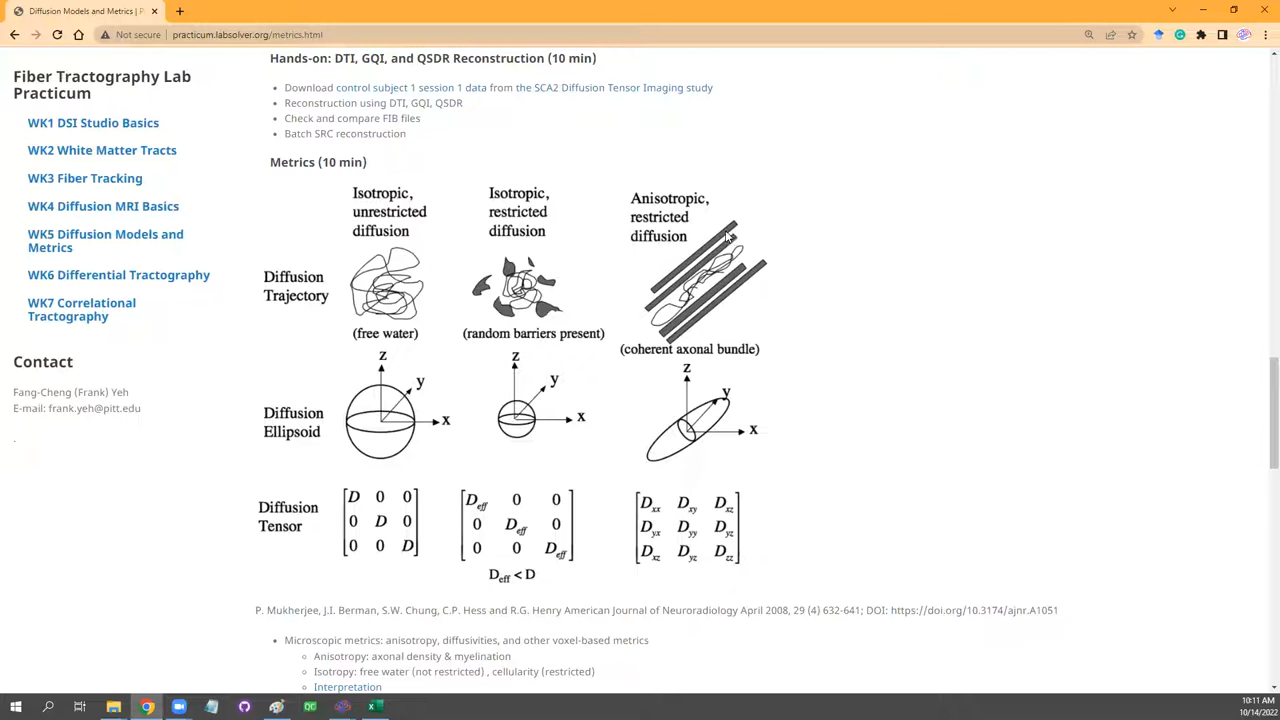 Diffusion Models and Metrics | P
Not secure
practicum.labsolver.org/metrics.html
Fiber Tractography Lab
Practicum
WK1 DSI Studio Basics
WK2 White Matter Tracts
WK3 Fiber Tracking
WK4 Diffusion MRI Basics
WK5 Diffusion Models and
Metrics
WK6 Differential Tractography
WK7 Correlational
Tractography
Contact
Fang-Cheng (Frank) Yeh
E-mail: frank.yeh@pitt.edu
.
Hands-on: DTI, GQI, and QSDR Reconstruction (10 min)
Download control subject 1 session 1 data from the SCA2 Diffusion Tensor Imaging study
Reconstruction using DTI, GQI, QSDR
Check and compare FIB files
Batch SRC reconstruction
Metrics (10 min)
Isotropic,
unrestricted
diffusion
Isotropic,
restricted
diffusion
Anisotropic,
restricted
diffusion
Diffusion
Trajectory
(free water)
(random barriers present)
(coherent axonal bundle)
Diffusion
Ellipsoid
z
y
x
z
y
x
z
y
x
Diffusion
Tensor
D 0 0
0 D 0
0 0 D
Deff 0 0
0 Deff 0
0 0 Deff
Deff < D
Dxx Dxy Dxz
Dyx Dyy Dyz
Dxz Dyz Dzz
P. Mukherjee, J.I. Berman, S.W. Chung, C.P. Hess and R.G. Henry American Journal of Neuroradiology April 2008, 29 (4) 632-641; DOI: https://doi.org/10.3174/ajnr.A1051
Microscopic metrics: anisotropy, diffusivities, and other voxel-based metrics
Anisotropy: axonal density & myelination
Isotropy: free water (not restricted) , cellularity (restricted)
Interpretation
10:11 AM
10/14/2022